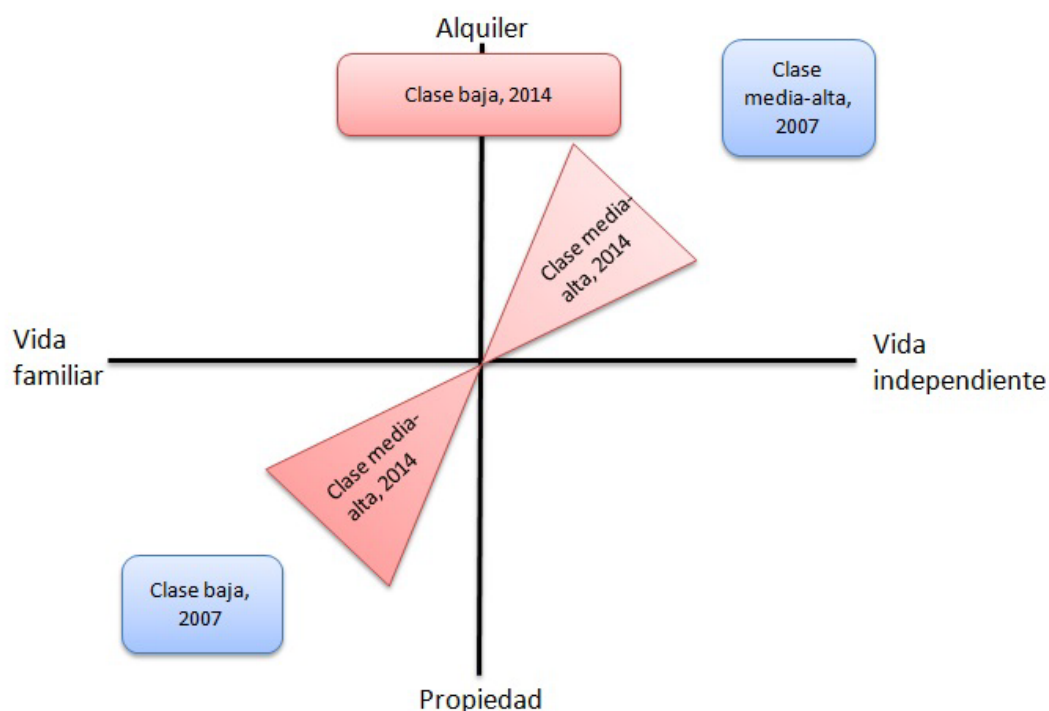 Alquiler
Clase baja, 2014
Clase
media-alta,
2007
Clase media-
alta, 2014
Vida
familiar
Vida
independiente
Clase media-
alta, 2014
Clase baja,
2007
Propiedad